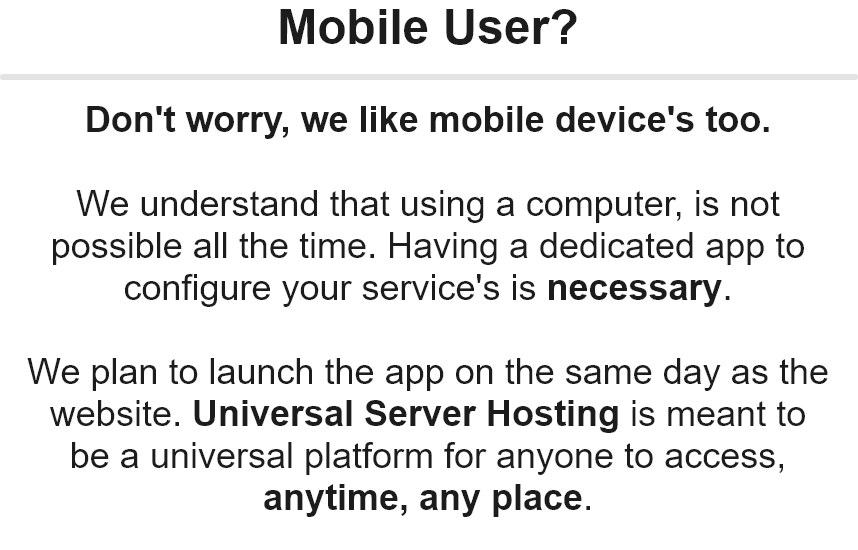 Mobile User?
Don't worry, we like mobile device's too.
We understand that using a computer, is not
possible all the time. Having a dedicated app to
configure your service's is necessary.
We plan to launch the app on the same day as the
website. Universal Server Hosting is meant to
be a universal platform for anyone to access,
anytime, any place.